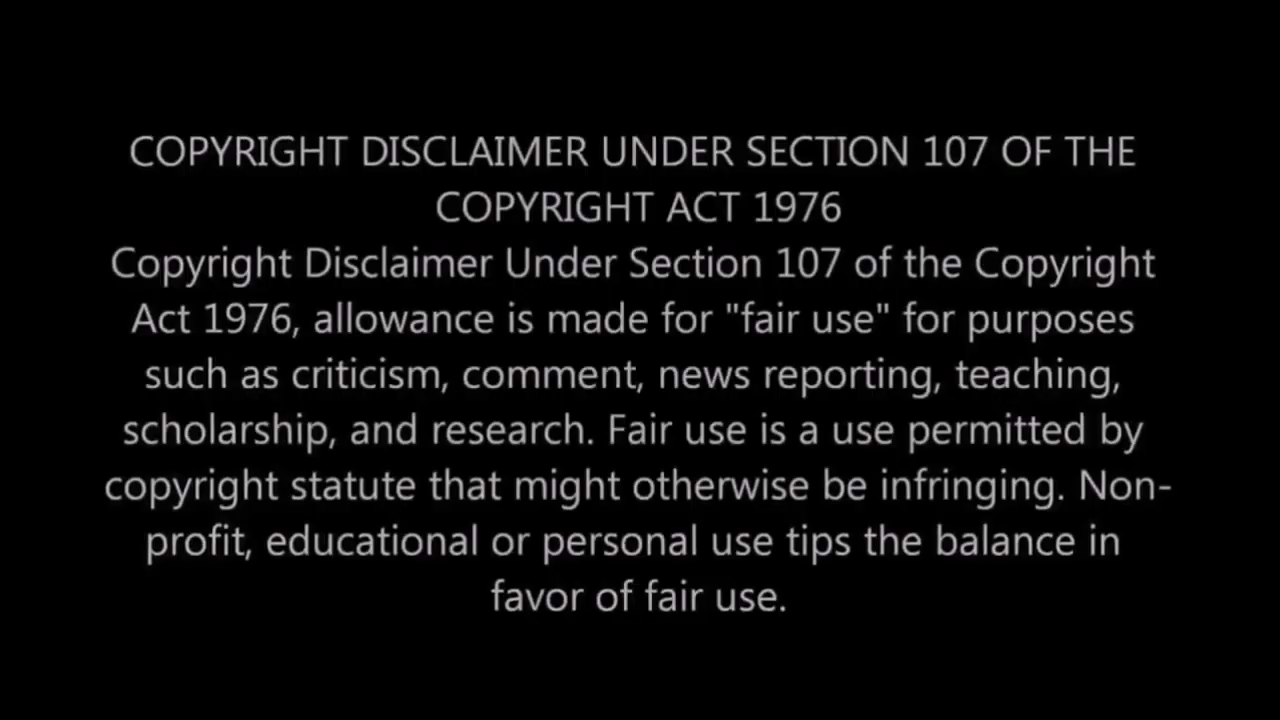 COPYRIGHT DISCLAIMER UNDER SECTION 107 OF THE
COPYRIGHT ACT 1976
Copyright Disclaimer Under Section 107 of the Copyright
Act 1976, allowance is made for "fair use" for purposes
such as criticism, comment, news reporting, teaching,
scholarship, and research. Fair use is a use permitted by
copyright statute that might otherwise be infringing. Non-
profit, educational or personal use tips the balance in
favor of fair use.